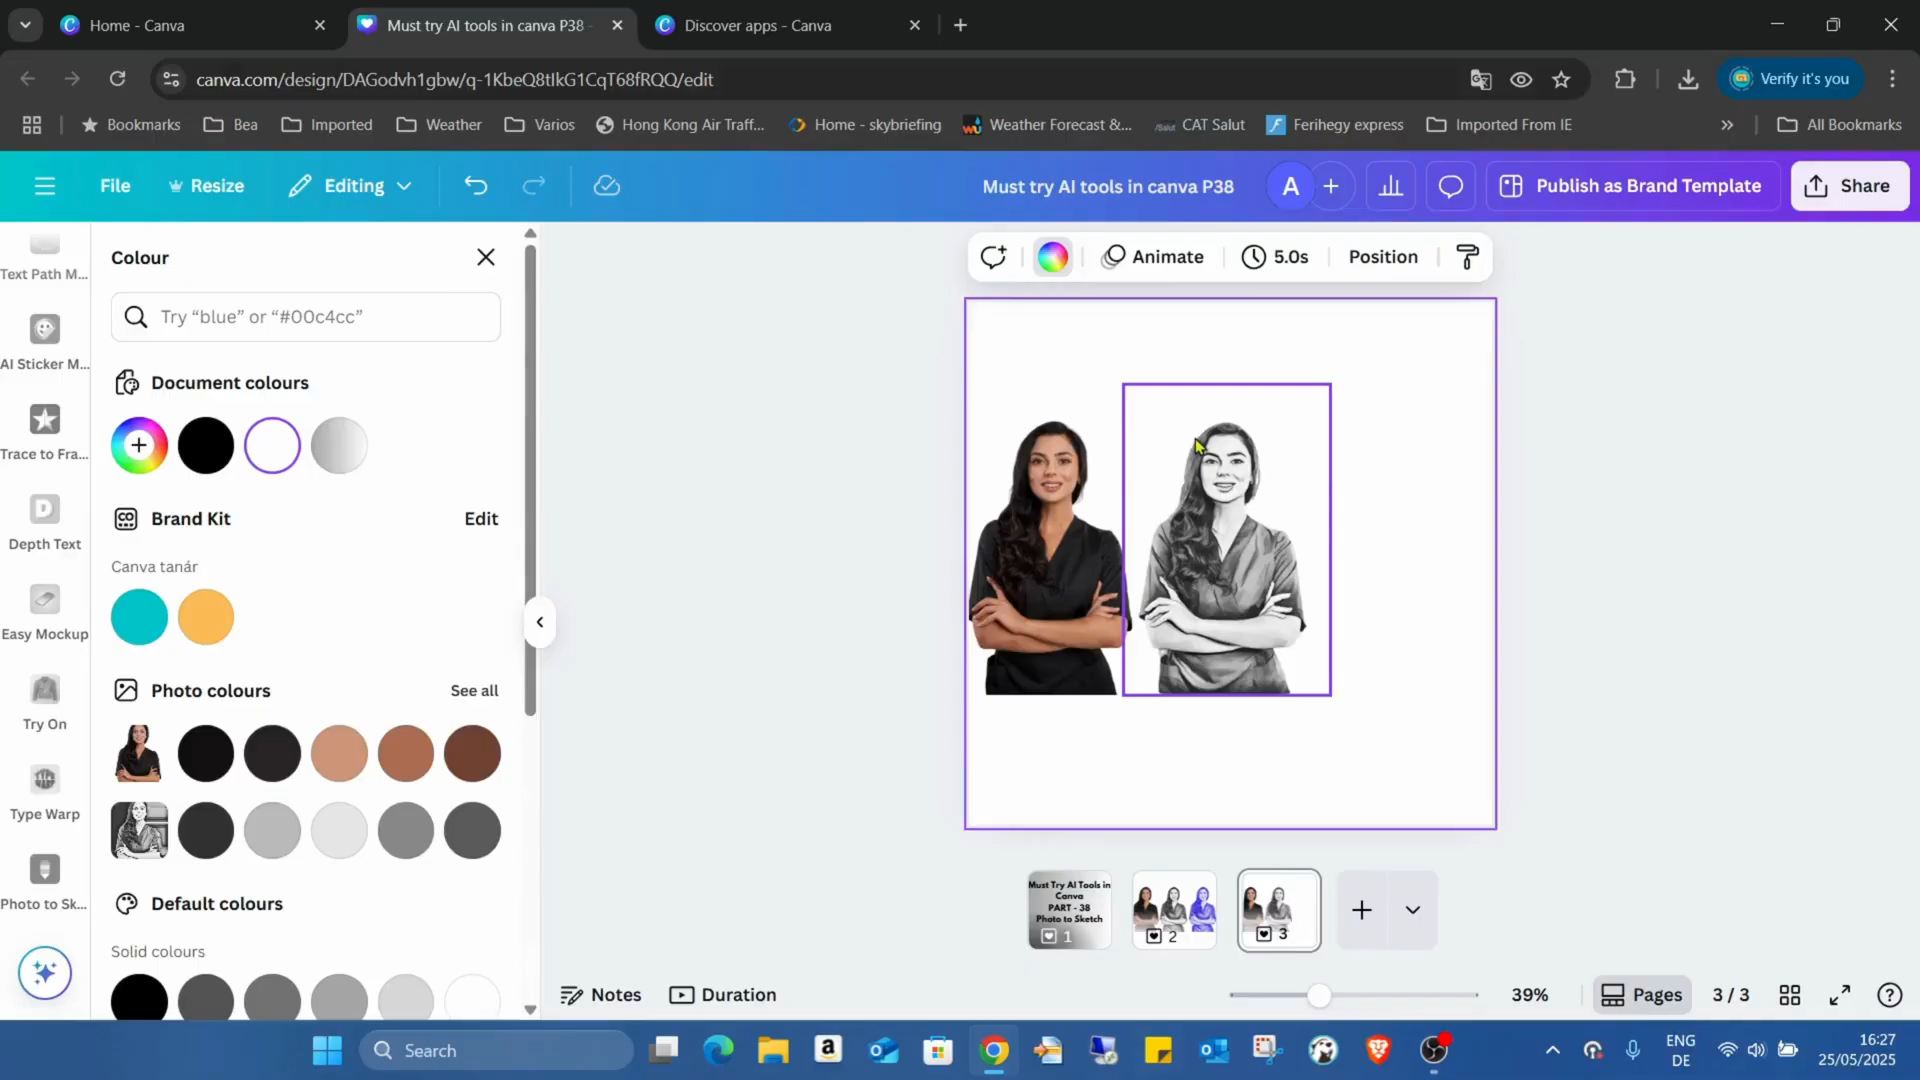 Home - Canva
Must try AI tools in canva P38 -
Discover apps - Canva
canva.com/design/DAGodvh1gbw/q-1KbeQ8tIkG1CqT68fRQQ/edit
Verify it's you
Bookmarks
Bea
Imported
Weather
Varios
Hong Kong Air Traff...
Home - skybriefing
Weather Forecast &...
CAT Salut
Ferihegy express
Imported From IE
All Bookmarks
File
Resize
Editing
Must try AI tools in canva P38
A
Publish as Brand Template
Share
Text Path M...
AI Sticker M...
Trace to Fra...
Depth Text
Easy Mockup
Try On
Type Warp
Photo to Sk...
Colour
Try “blue” or “#00c4cc”
Document colours
Brand Kit
Edit
Canva tanár
Photo colours
See all
Default colours
Solid colours
Animate
5.0s
Position
Must Try AI Tools in
Canva
PART - 38
Photo to Sketch
1
2
3
Notes
Duration
39%
Pages
3 / 3
Search
ENG
DE
16:27
25/05/2025